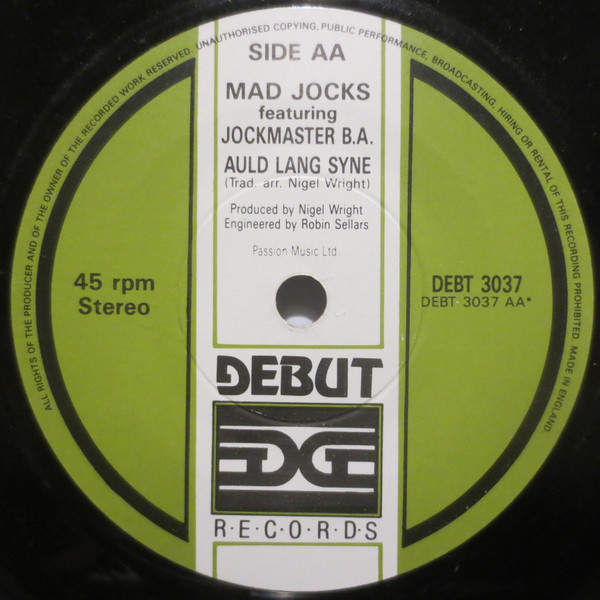 ALL RIGHTS OF THE PRODUCER AND OF THE OWNER OF THE RECORDED WORK RESERVED. UNAUTHORISED COPYING, PUBLIC PERFORMANCE, BROADCASTING, HIRING OR RENTAL OF THIS RECORDING PROHIBITED. MADE IN ENGLAND.
SIDE AA
MAD JOCKS
featuring
JOCKMASTER B.A.
AULD LANG SYNE
(Trad. arr. Nigel Wright)
Produced by Nigel Wright
Engineered by Robin Sellars
Passion Music Ltd
45 rpm
Stereo
DEBT 3037
DEBT 3037 AA*
DEBUT
R·E·C·O·R·D·S